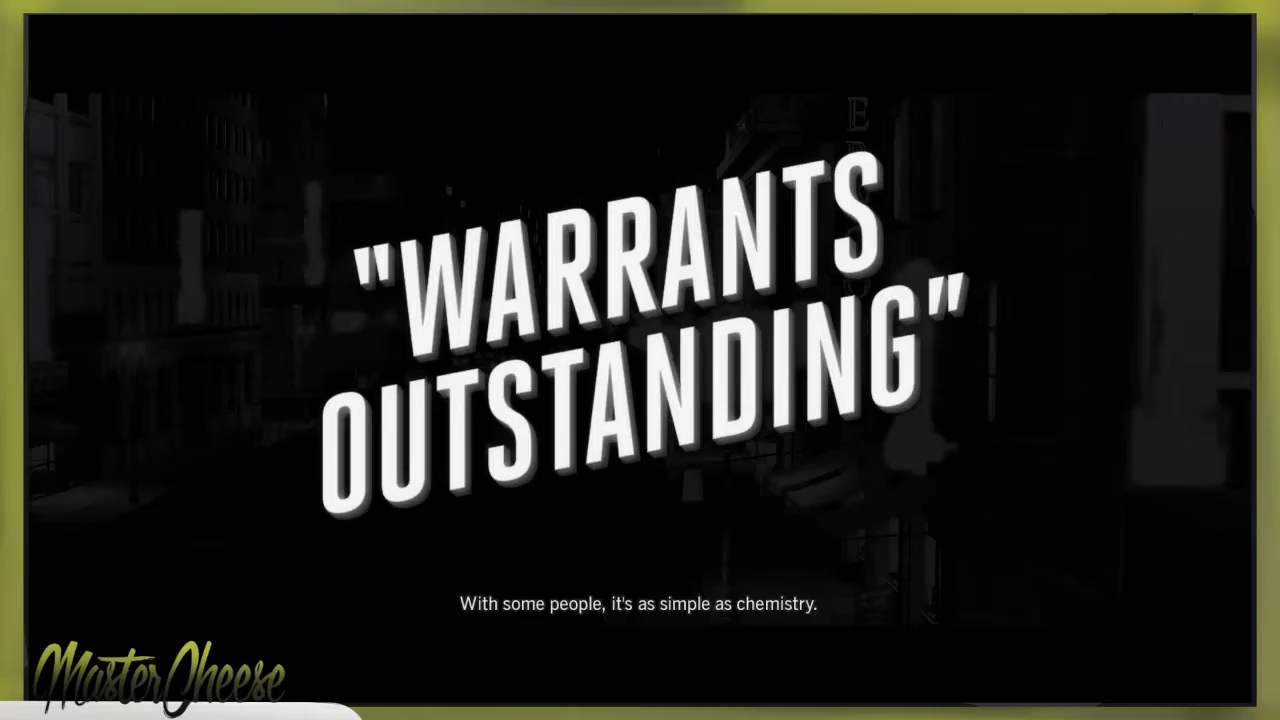 "WARRANTS
OUTSTANDING"
With some people, it's as simple as chemistry.
MasterCheese